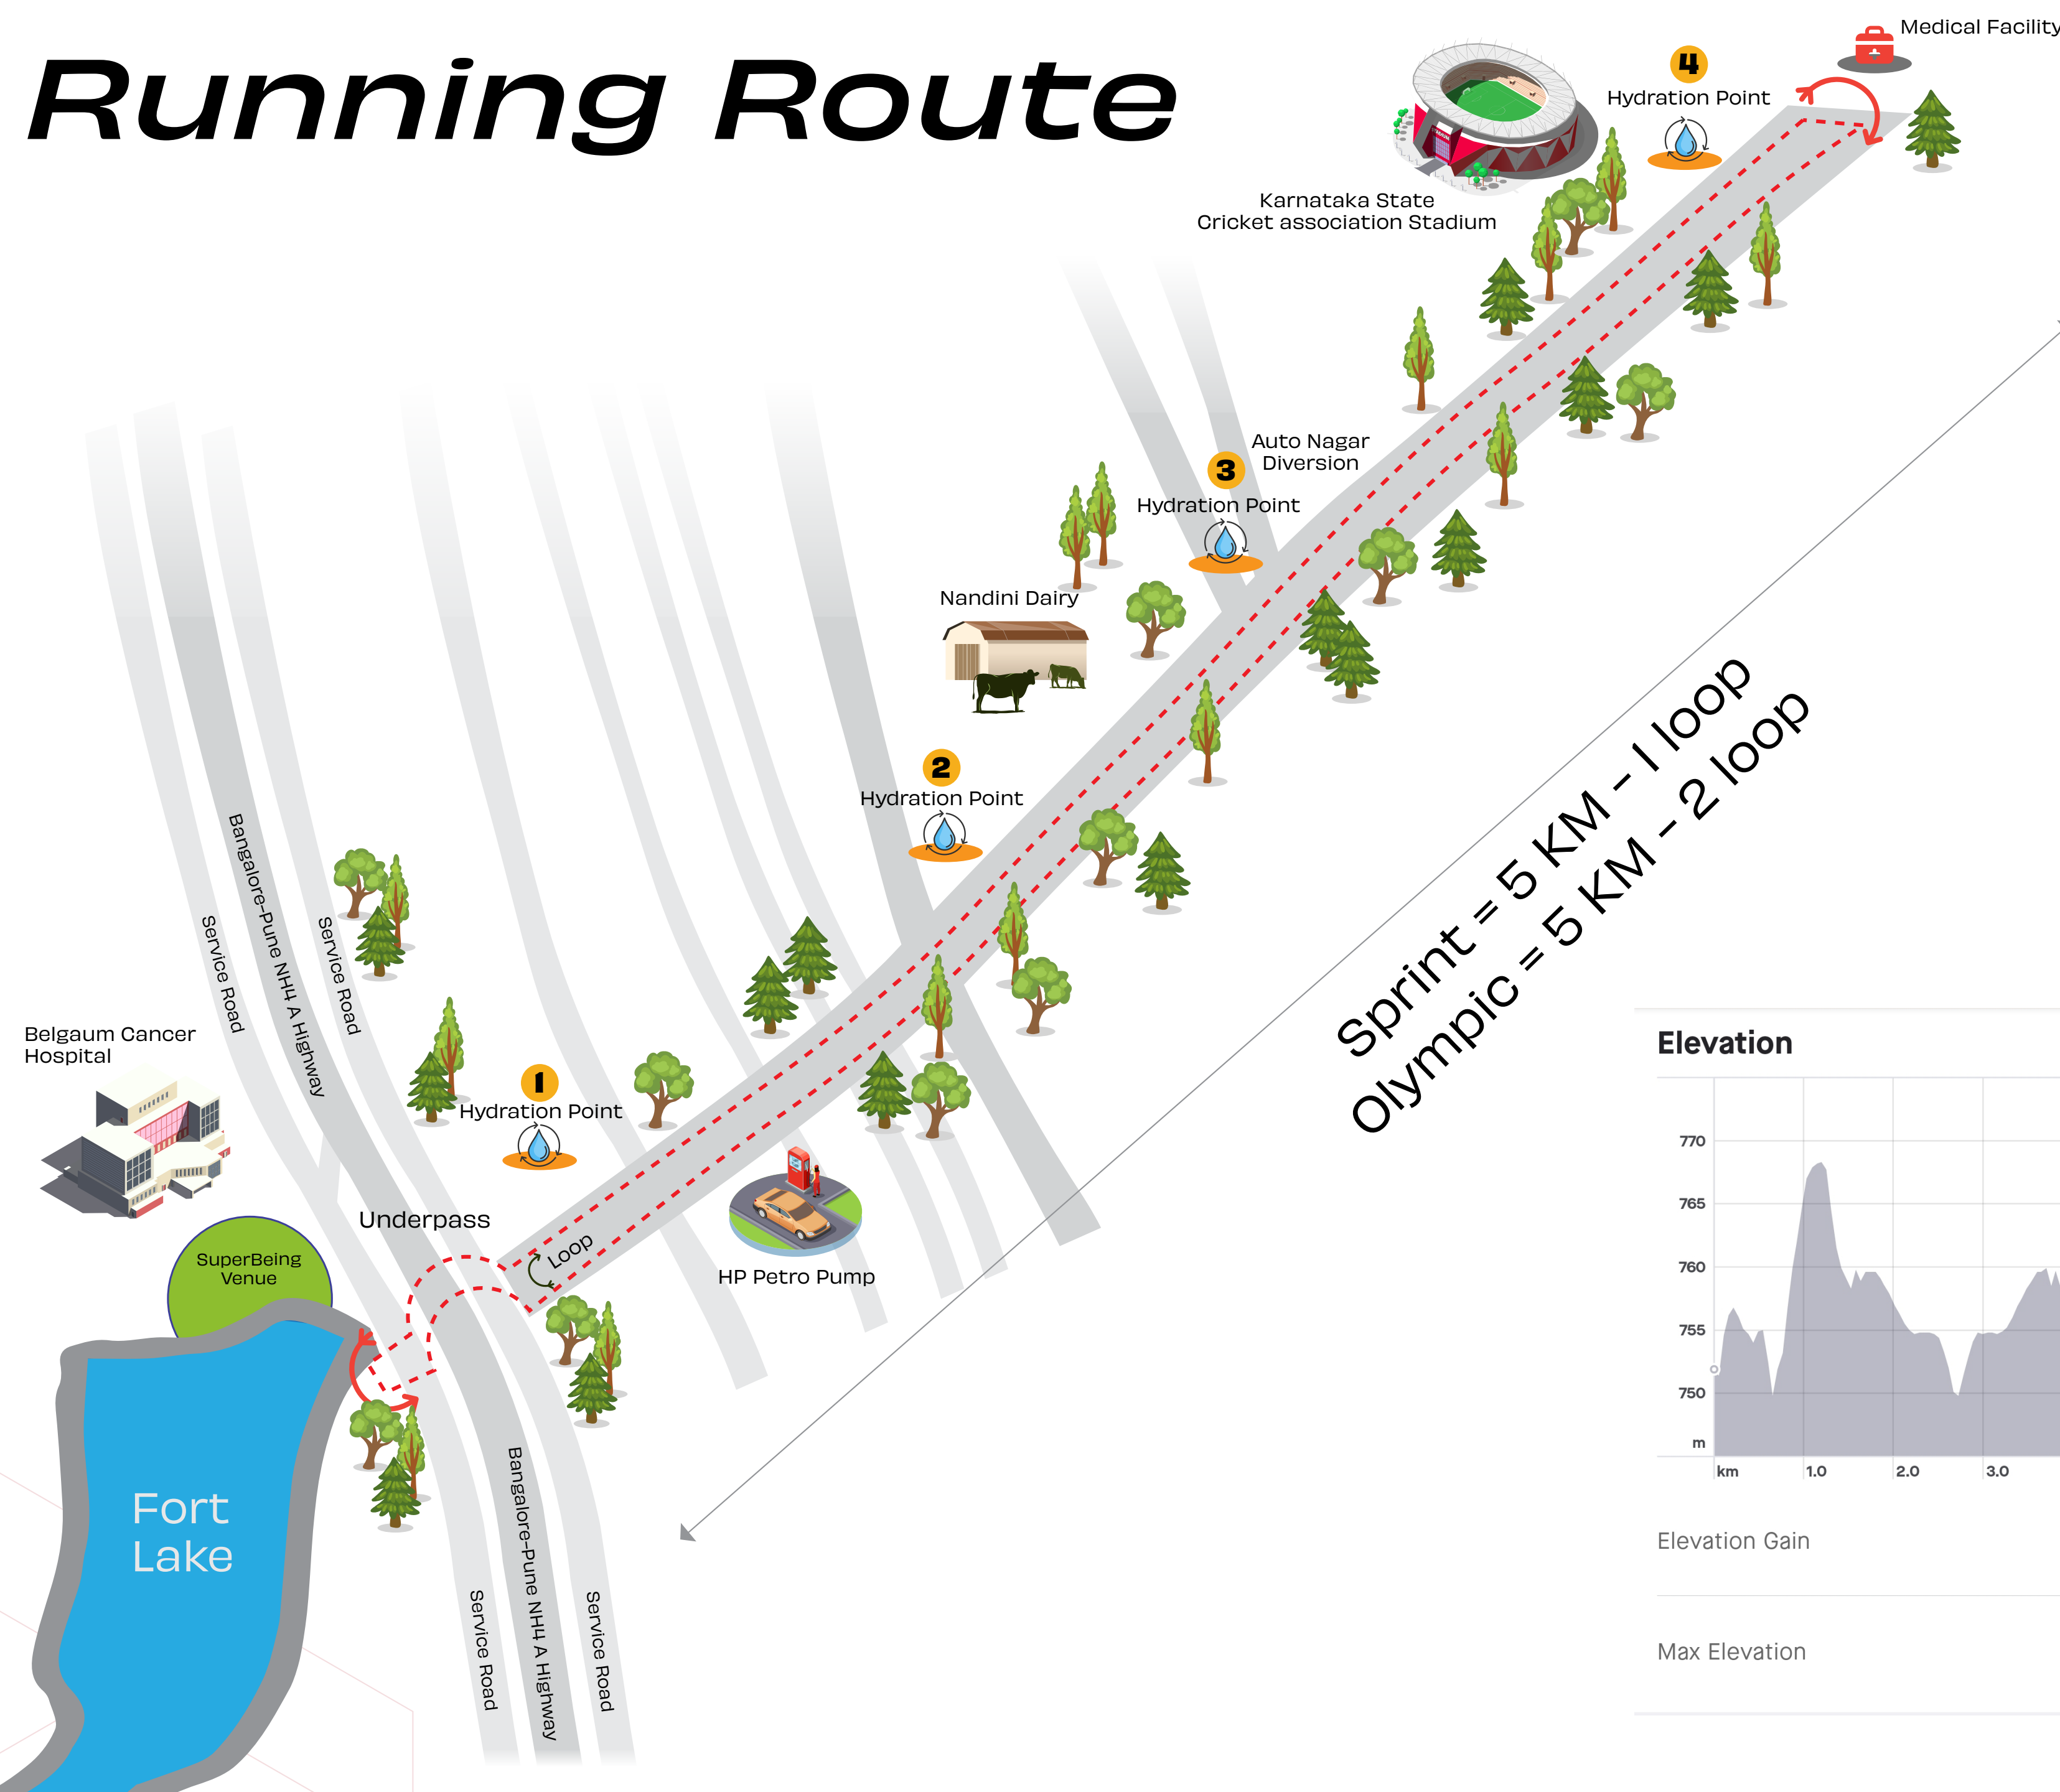 Running Route
Medical Facility
4
Hydration Point
Karnataka State
Cricket association Stadium
Auto Nagar
Diversion
3
Hydration Point
Nandini Dairy
2
Hydration Point
Sprint = 5 KM - 1 loop
Olympic = 5 KM - 2 loop
Bangalore-Pune NH4 A Highway
Service Road
Service Road
Belgaum Cancer
Hospital
1
Hydration Point
Underpass
Loop
HP Petro Pump
SuperBeing
Venue
Fort
Lake
Bangalore-Pune NH4 A Highway
Service Road
Service Road
Elevation
770
765
760
755
750
m
km
1.0
2.0
3.0
Elevation Gain
Max Elevation